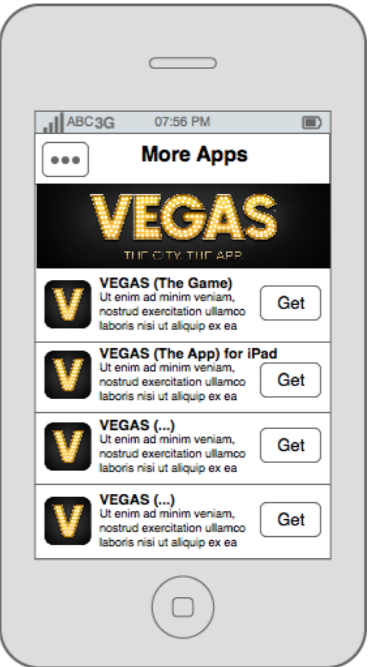 ABC3G 07:56 PM
... More Apps
VEGAS
THE CITY. THE APP.
V
VEGAS (The Game)
Ut enim ad minim veniam,
nostrud exercitation ullamco
laboris nisi ut aliquip ex ea
Get
V
VEGAS (The App) for iPad
Ut enim ad minim veniam,
nostrud exercitation ullamco
laboris nisi ut aliquip ex ea
Get
V
VEGAS (...)
Ut enim ad minim veniam,
nostrud exercitation ullamco
laboris nisi ut aliquip ex ea
Get
V
VEGAS (...)
Ut enim ad minim veniam,
nostrud exercitation ullamco
laboris nisi ut aliquip ex ea
Get